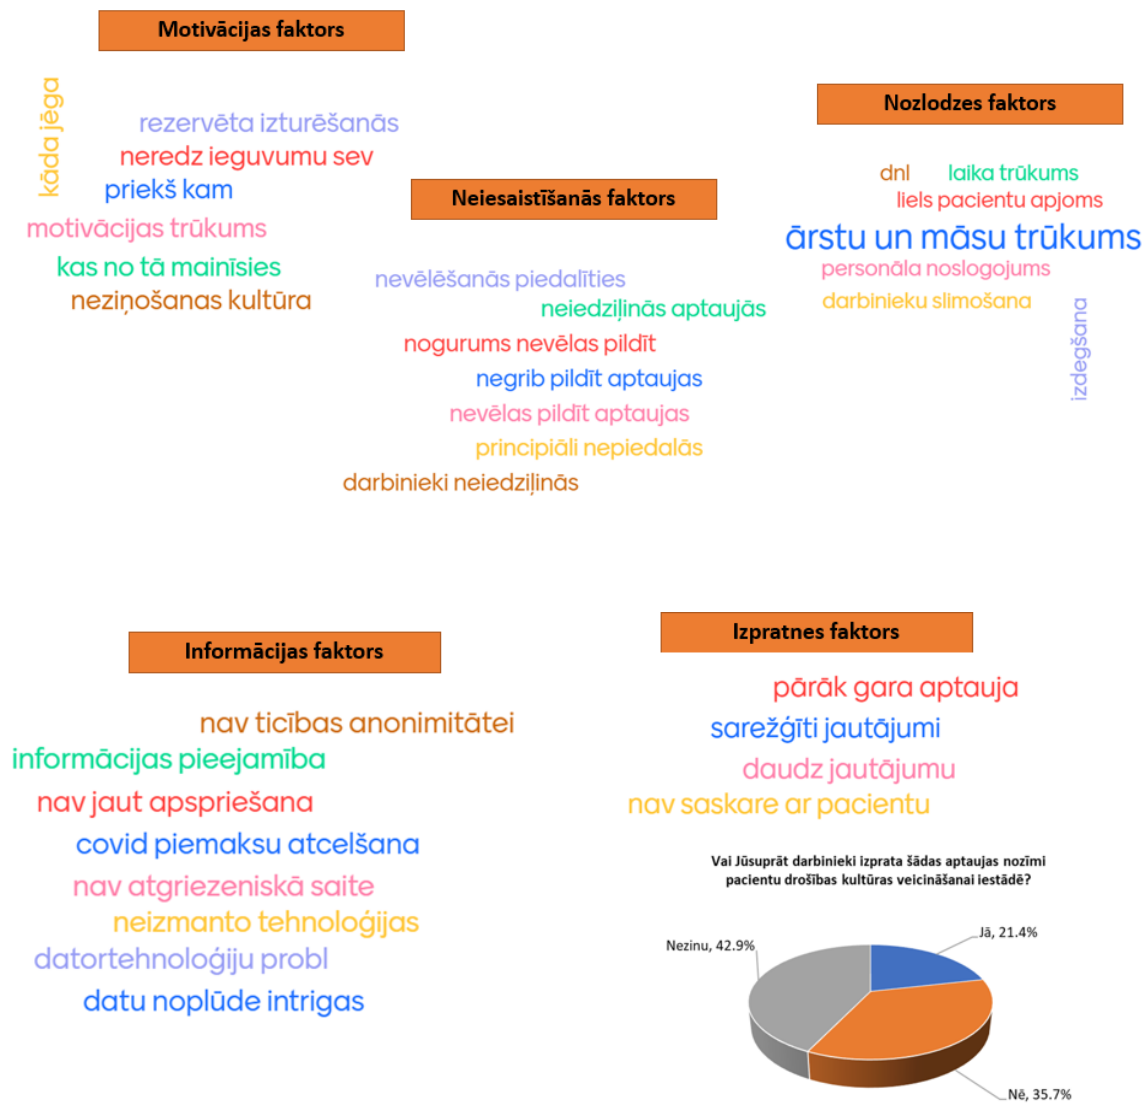 Motivācijas faktors
kāda jēga
rezervēta izturēšanās
neredz ieguvumu sev
priekš kam
motivācijas trūkums
kas no tā mainīsies
neziņošanas kultūra
Neiesaistīšanās faktors
nevēlēšanās piedalīties
neiedziļinās aptaujās
nogurums nevēlas pildīt
negrib pildīt aptaujas
nevēlas pildīt aptaujas
principiāli nepiedalās
darbinieki neiedziļinās
Nozlodzes faktors
dnl
laika trūkums
liels pacientu apjoms
ārstu un māsu trūkums
personāla noslogojums
darbinieku slimošana
izdegšana
Informācijas faktors
nav ticības anonimitātei
informācijas pieejamība
nav jaut apspriešana
covid piemaksu atcelšana
nav atgriezeniskā saite
neizmanto tehnoloģijas
datortehnoloģiju probl
datu noplūde intrigas
Izpratnes faktors
pārāk gara aptauja
sarežģīti jautājumi
daudz jautājumu
nav saskare ar pacientu
Vai Jūsuprāt darbinieki izprata šādas aptaujas nozīmi
pacientu drošības kultūras veicināšanai iestādē?
Jā, 21.4%
Nezinu, 42.9%
Nē, 35.7%